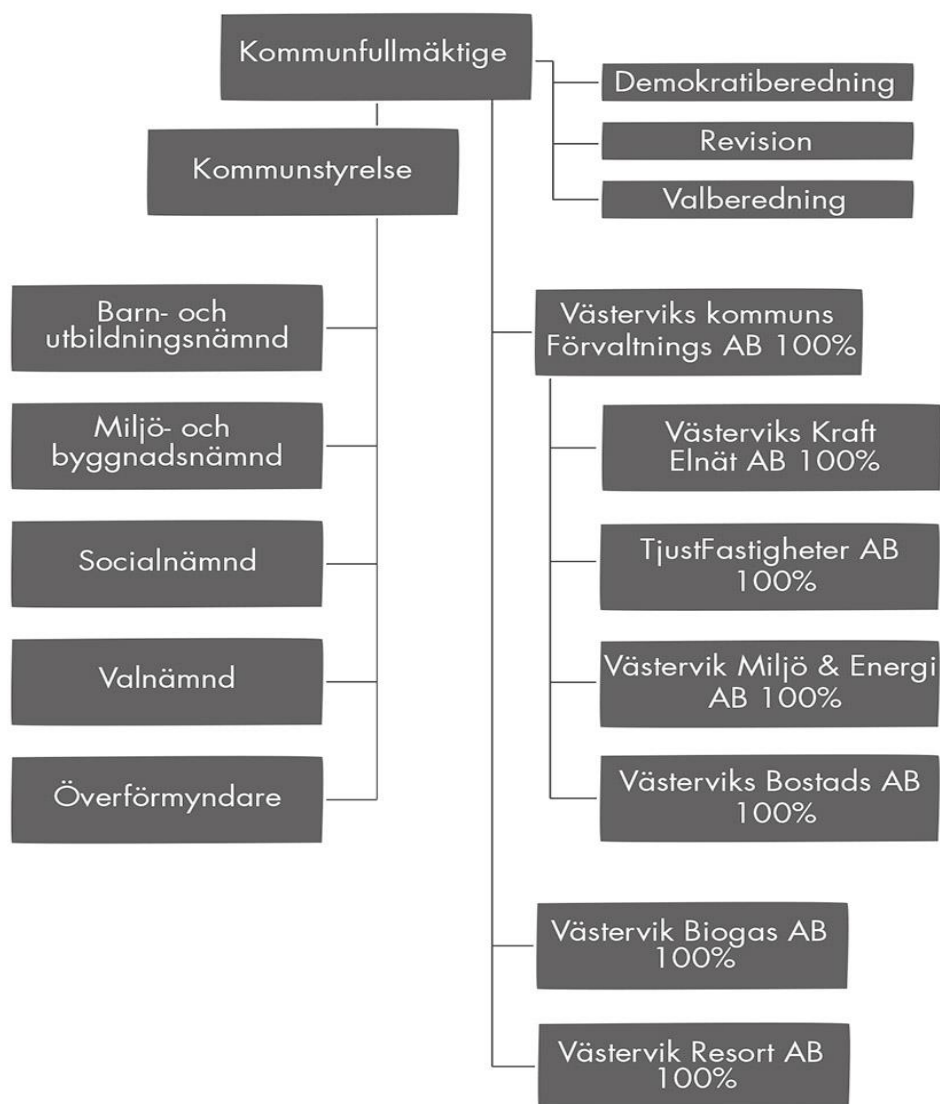 Kommunfullmäktige
Demokratiberedning
Revision
Valberedning
Kommunstyrelse
Barn- och
utbildningsnämnd
Miljö- och
byggnadsnämnd
Socialnämnd
Valnämnd
Överförmyndare
Västerviks kommuns
Förvaltnings AB 100%
Västerviks Kraft
Elnät AB 100%
TjustFastigheter AB
100%
Västervik Miljö & Energi
AB 100%
Västerviks Bostads AB
100%
Västervik Biogas AB
100%
Västervik Resort AB
100%